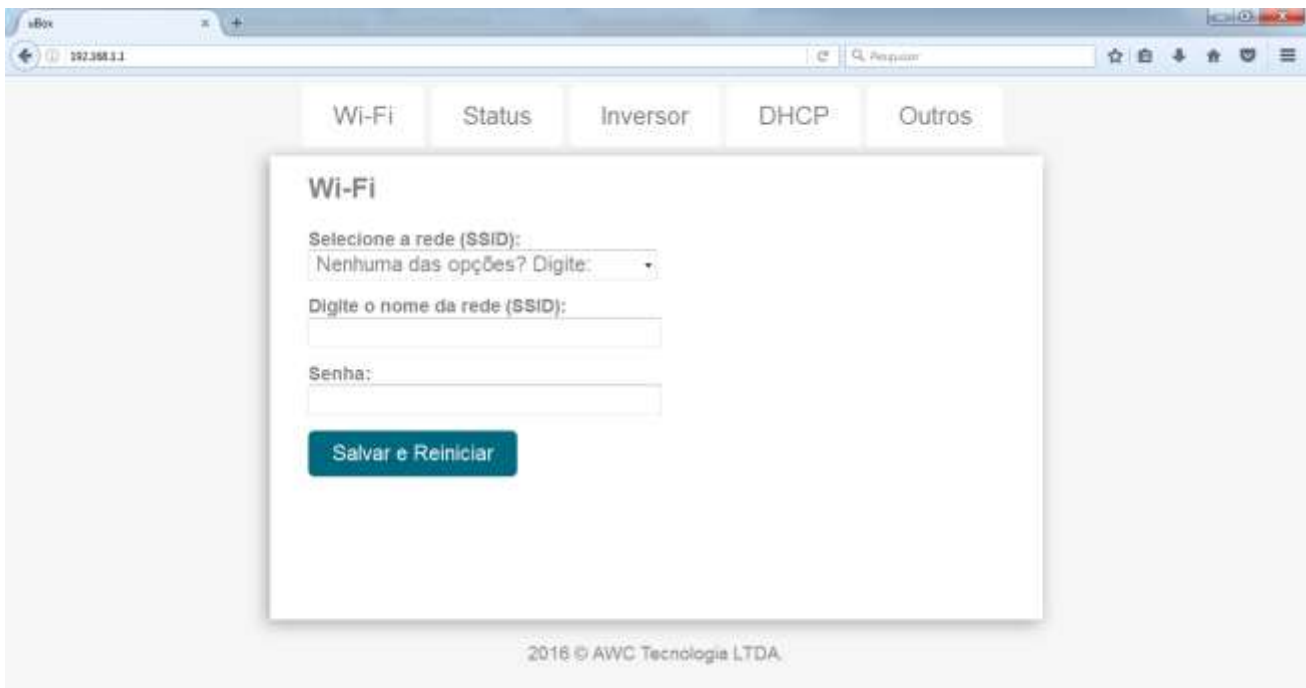 192.168.1.1
Pesquisar
Wi-Fi Status Inversor DHCP Outros
Wi-Fi
Selecione a rede (SSID):
Nenhuma das opções? Digite:
Digite o nome da rede (SSID):
Senha:
Salvar e Reiniciar
2016 © AWC Tecnologia LTDA.